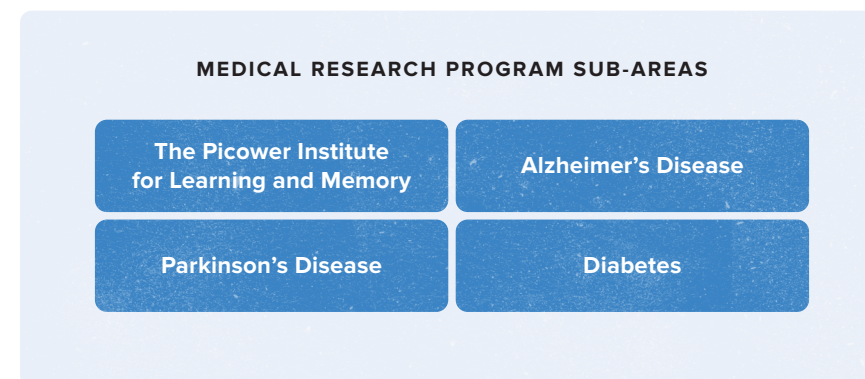 MEDICAL RESEARCH PROGRAM SUB-AREAS
The Picower Institute
for Learning and Memory
Alzheimer’s Disease
Parkinson’s Disease
Diabetes